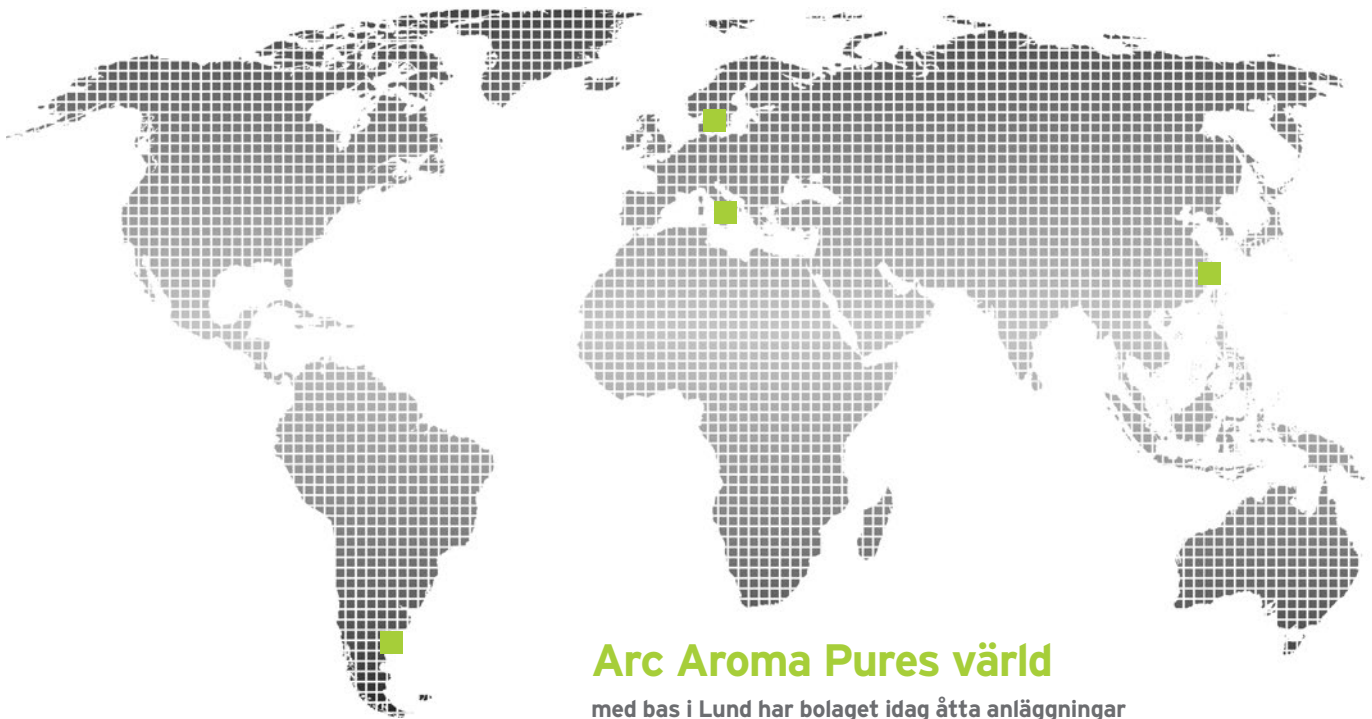 Arc Aroma Pures värld
med bas i Lund har bolaget idag åtta anläggningar